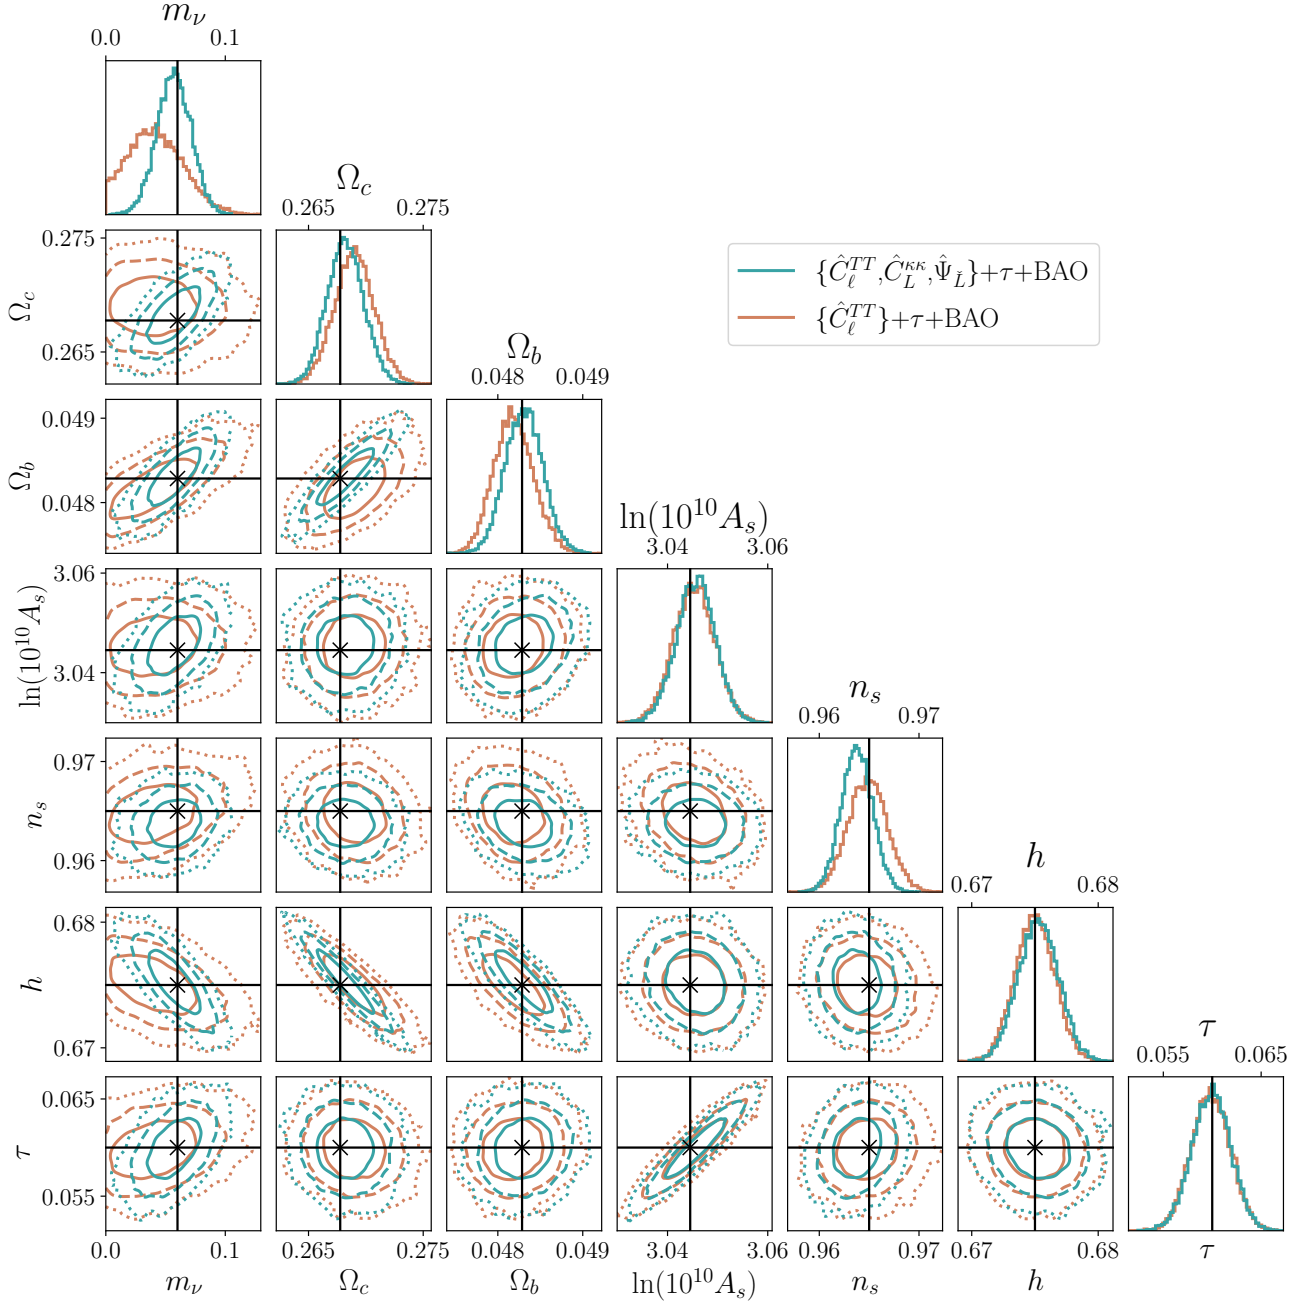 m_ν
0.0 0.1
Ω_c
0.265 0.275
0.275
0.265
Ω_c
{Ĉ_ℓ^{TT}, Ĉ_L^{κκ}, Ψ̂_{Ľ}}+τ+BAO
{Ĉ_ℓ^{TT}}+τ+BAO
Ω_b
0.048 0.049
0.049
0.048
Ω_b
ln(10^{10}A_s)
3.04 3.06
3.06
3.04
ln(10^{10}A_s)
n_s
0.96 0.97
0.97
0.96
n_s
h
0.67 0.68
0.68
0.67
h
τ
0.055 0.065
0.065
0.055
τ
0.0 0.1 0.265 0.275 0.048 0.049 3.04 3.06 0.96 0.97 0.67 0.68 τ
m_ν Ω_c Ω_b ln(10^{10}A_s) n_s h